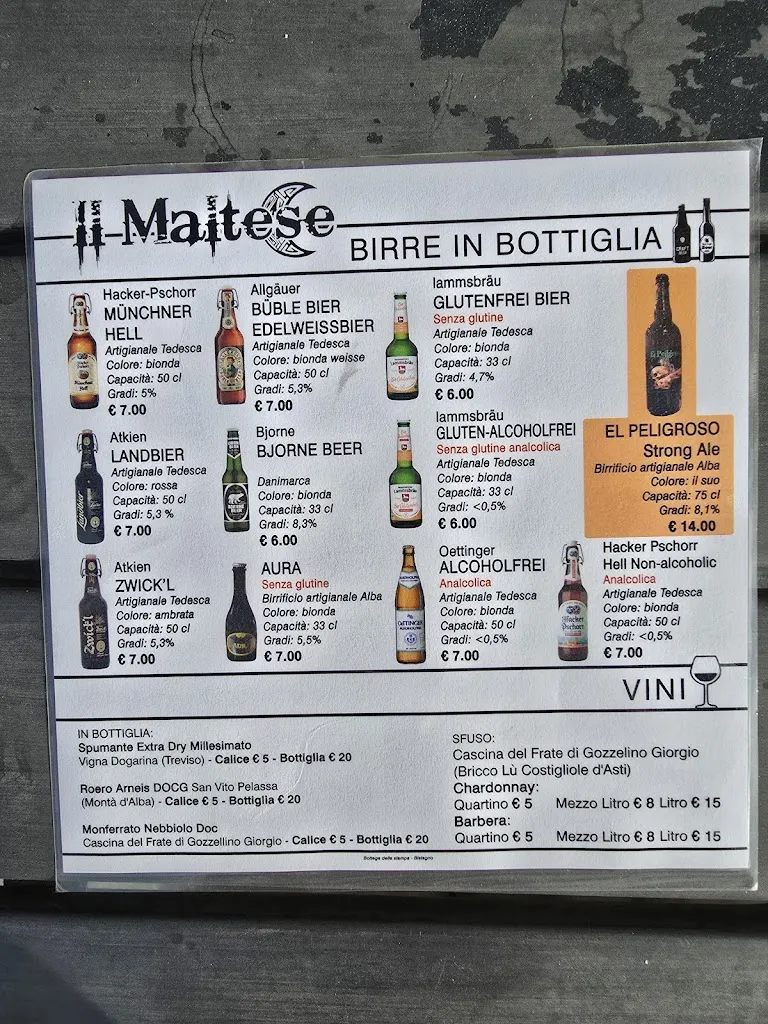 Il Maltese
BIRRE IN BOTTIGLIA
Hacker-Pschorr
MÜNCHNER
HELL
Artigianale Tedesca
Colore: bionda
Capacità: 50 cl
Gradi: 5%
€ 7.00
Allgäuer
BÜBLE BIER
EDELWEISSBIER
Artigianale Tedesca
Colore: bionda weisse
Capacità: 50 cl
Gradi: 5,3%
€ 7.00
lammsbräu
GLUTENFREI BIER
Senza glutine
Artigianale Tedesca
Colore: bionda
Capacità: 33 cl
Gradi: 4,7%
€ 6.00
Atkien
LANDBIER
Artigianale Tedesca
Colore: rossa
Capacità: 50 cl
Gradi: 5,3 %
€ 7.00
Bjorne
BJORNE BEER
Danimarca
Colore: bionda
Capacità: 33 cl
Gradi: 8,3%
€ 6.00
lammsbräu
GLUTEN-ALCOHOLFREI
Senza glutine analcolica
Artigianale Tedesca
Colore: bionda
Capacità: 33 cl
Gradi: <0,5%
€ 6.00
EL PELIGROSO
Strong Ale
Birrificio artigianale Alba
Colore: il suo
Capacità: 75 cl
Gradi: 8,1%
€ 14.00
Atkien
ZWICK'L
Artigianale Tedesca
Colore: ambrata
Capacità: 50 cl
Gradi: 5,3%
€ 7.00
AURA
Senza glutine
Birrificio artigianale Alba
Colore: bionda
Capacità: 33 cl
Gradi: 5,5%
€ 7.00
Oettinger
ALCOHOLFREI
Analcolica
Artigianale Tedesca
Colore: bionda
Capacità: 50 cl
Gradi: <0,5%
€ 7.00
Hacker Pschorr
Hell Non-alcoholic
Analcolica
Artigianale Tedesca
Colore: bionda
Capacità: 50 cl
Gradi: <0,5%
€ 7.00
VINI
IN BOTTIGLIA:
Spumante Extra Dry Millesimato
Vigna Dogarina (Treviso) - Calice € 5 - Bottiglia € 20
Roero Arneis DOCG San Vito Pelassa
(Montà d'Alba) - Calice € 5 - Bottiglia € 20
Monferrato Nebbiolo Doc
Cascina del Frate di Gozzellino Giorgio - Calice € 5 - Bottiglia € 20
SFUSO:
Cascina del Frate di Gozzelino Giorgio
(Bricco Lù Costigliole d'Asti)
Chardonnay:
Quartino € 5 Mezzo Litro € 8 Litro € 15
Barbera:
Quartino € 5 Mezzo Litro € 8 Litro € 15
Bottega della stampa - Bistagno